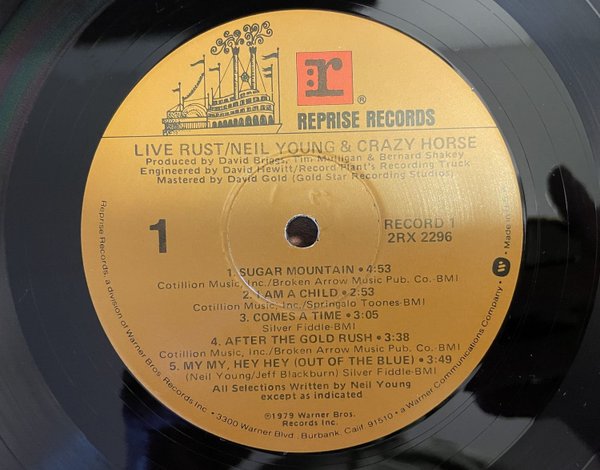 r
®
REPRISE RECORDS
LIVE RUST/NEIL YOUNG & CRAZY HORSE
Produced by David Briggs, Tim Mulligan & Bernard Shakey
Engineered by David Hewitt/Record Plant's Recording Truck
Mastered by David Gold (Gold Star Recording Studios)
1
RECORD 1
2RX 2296
1. SUGAR MOUNTAIN • 4:53
Cotillion Music, Inc./Broken Arrow Music Pub. Co.-BMI
2. I AM A CHILD • 2:53
Cotillion Music, Inc./Springalo Toones-BMI
3. COMES A TIME • 3:05
Silver Fiddle-BMI
4. AFTER THE GOLD RUSH • 3:38
Cotillion Music, Inc./Broken Arrow Music Pub. Co.-BMI
5. MY MY, HEY HEY (OUT OF THE BLUE) • 3:49
(Neil Young/Jeff Blackburn) Silver Fiddle-BMI
All Selections Written by Neil Young
except as indicated
©1979 Warner Bros.
Records Inc.
Reprise Records, a division of Warner Bros. Records Inc. • 3300 Warner Blvd., Burbank, Calif. 91510 • a Warner Communications Company • Made in